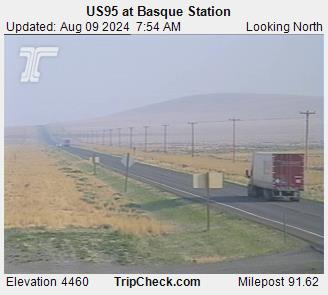 US95 at Basque Station
Updated: Aug 09 2024 7:54 AM Looking North
Elevation 4460 TripCheck.com Milepost 91.62